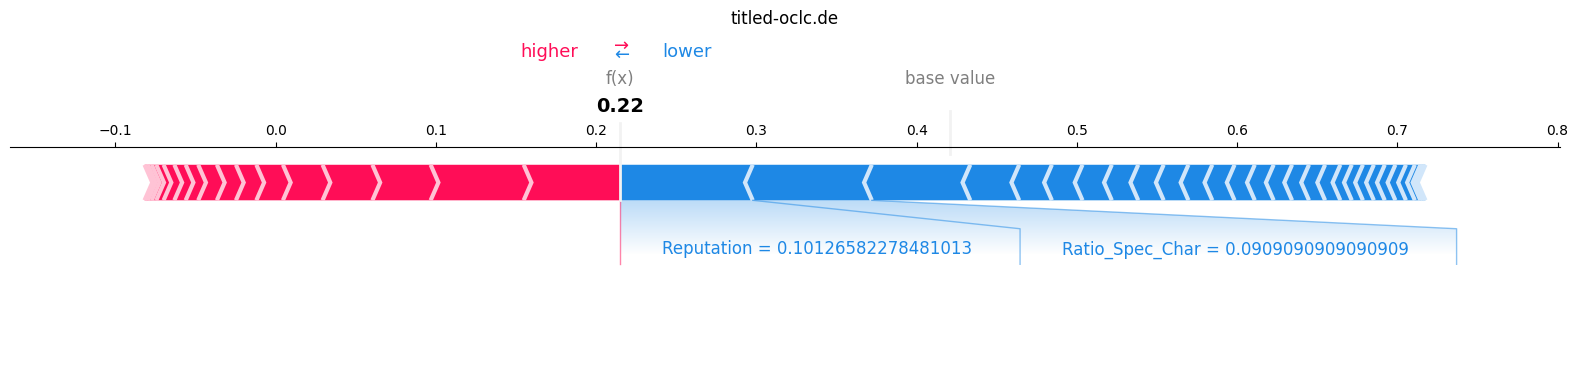 titled-oclc.de
higher → ← lower
f(x) base value
0.22
−0.1 0.0 0.1 0.2 0.3 0.4 0.5 0.6 0.7 0.8
Reputation = 0.10126582278481013 Ratio_Spec_Char = 0.0909090909090909